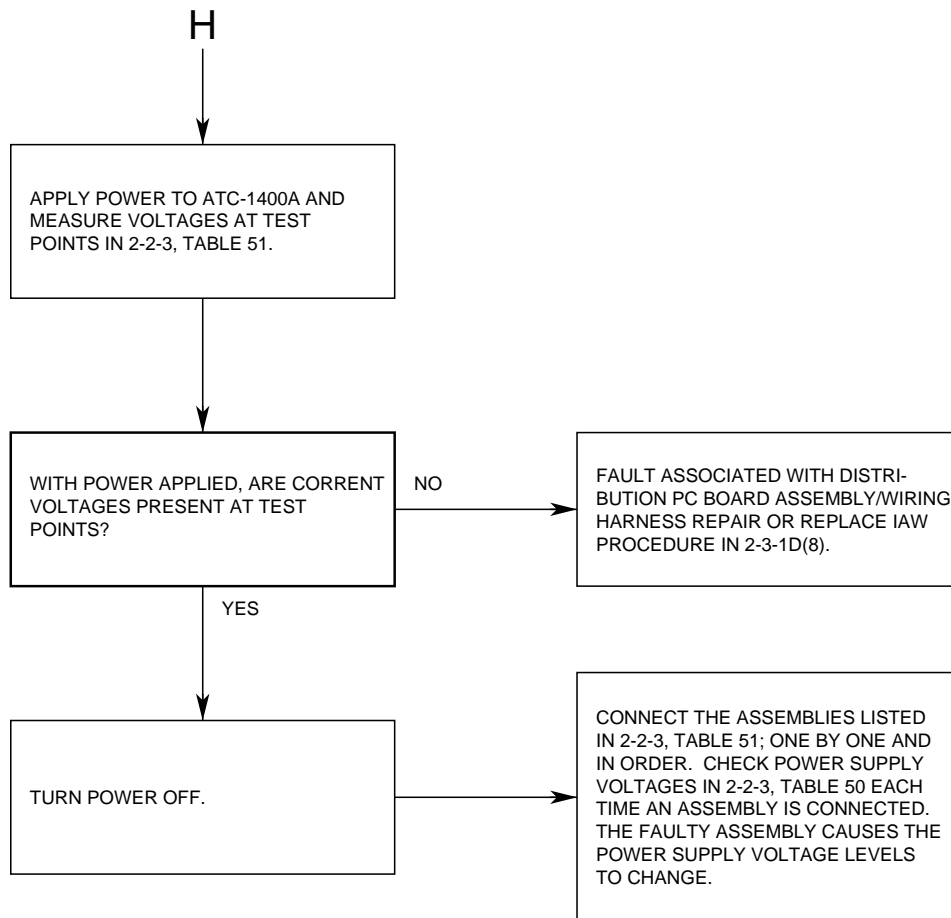 H
APPLY POWER TO ATC-1400A AND
MEASURE VOLTAGES AT TEST
POINTS IN 2-2-3, TABLE 51.
WITH POWER APPLIED, ARE CORRENT
VOLTAGES PRESENT AT TEST
POINTS?
NO
FAULT ASSOCIATED WITH DISTRI-
BUTION PC BOARD ASSEMBLY/WIRING
HARNESS REPAIR OR REPLACE IAW
PROCEDURE IN 2-3-1D(8).
YES
TURN POWER OFF.
CONNECT THE ASSEMBLIES LISTED
IN 2-2-3, TABLE 51; ONE BY ONE AND
IN ORDER. CHECK POWER SUPPLY
VOLTAGES IN 2-2-3, TABLE 50 EACH
TIME AN ASSEMBLY IS CONNECTED.
THE FAULTY ASSEMBLY CAUSES THE
POWER SUPPLY VOLTAGE LEVELS
TO CHANGE.